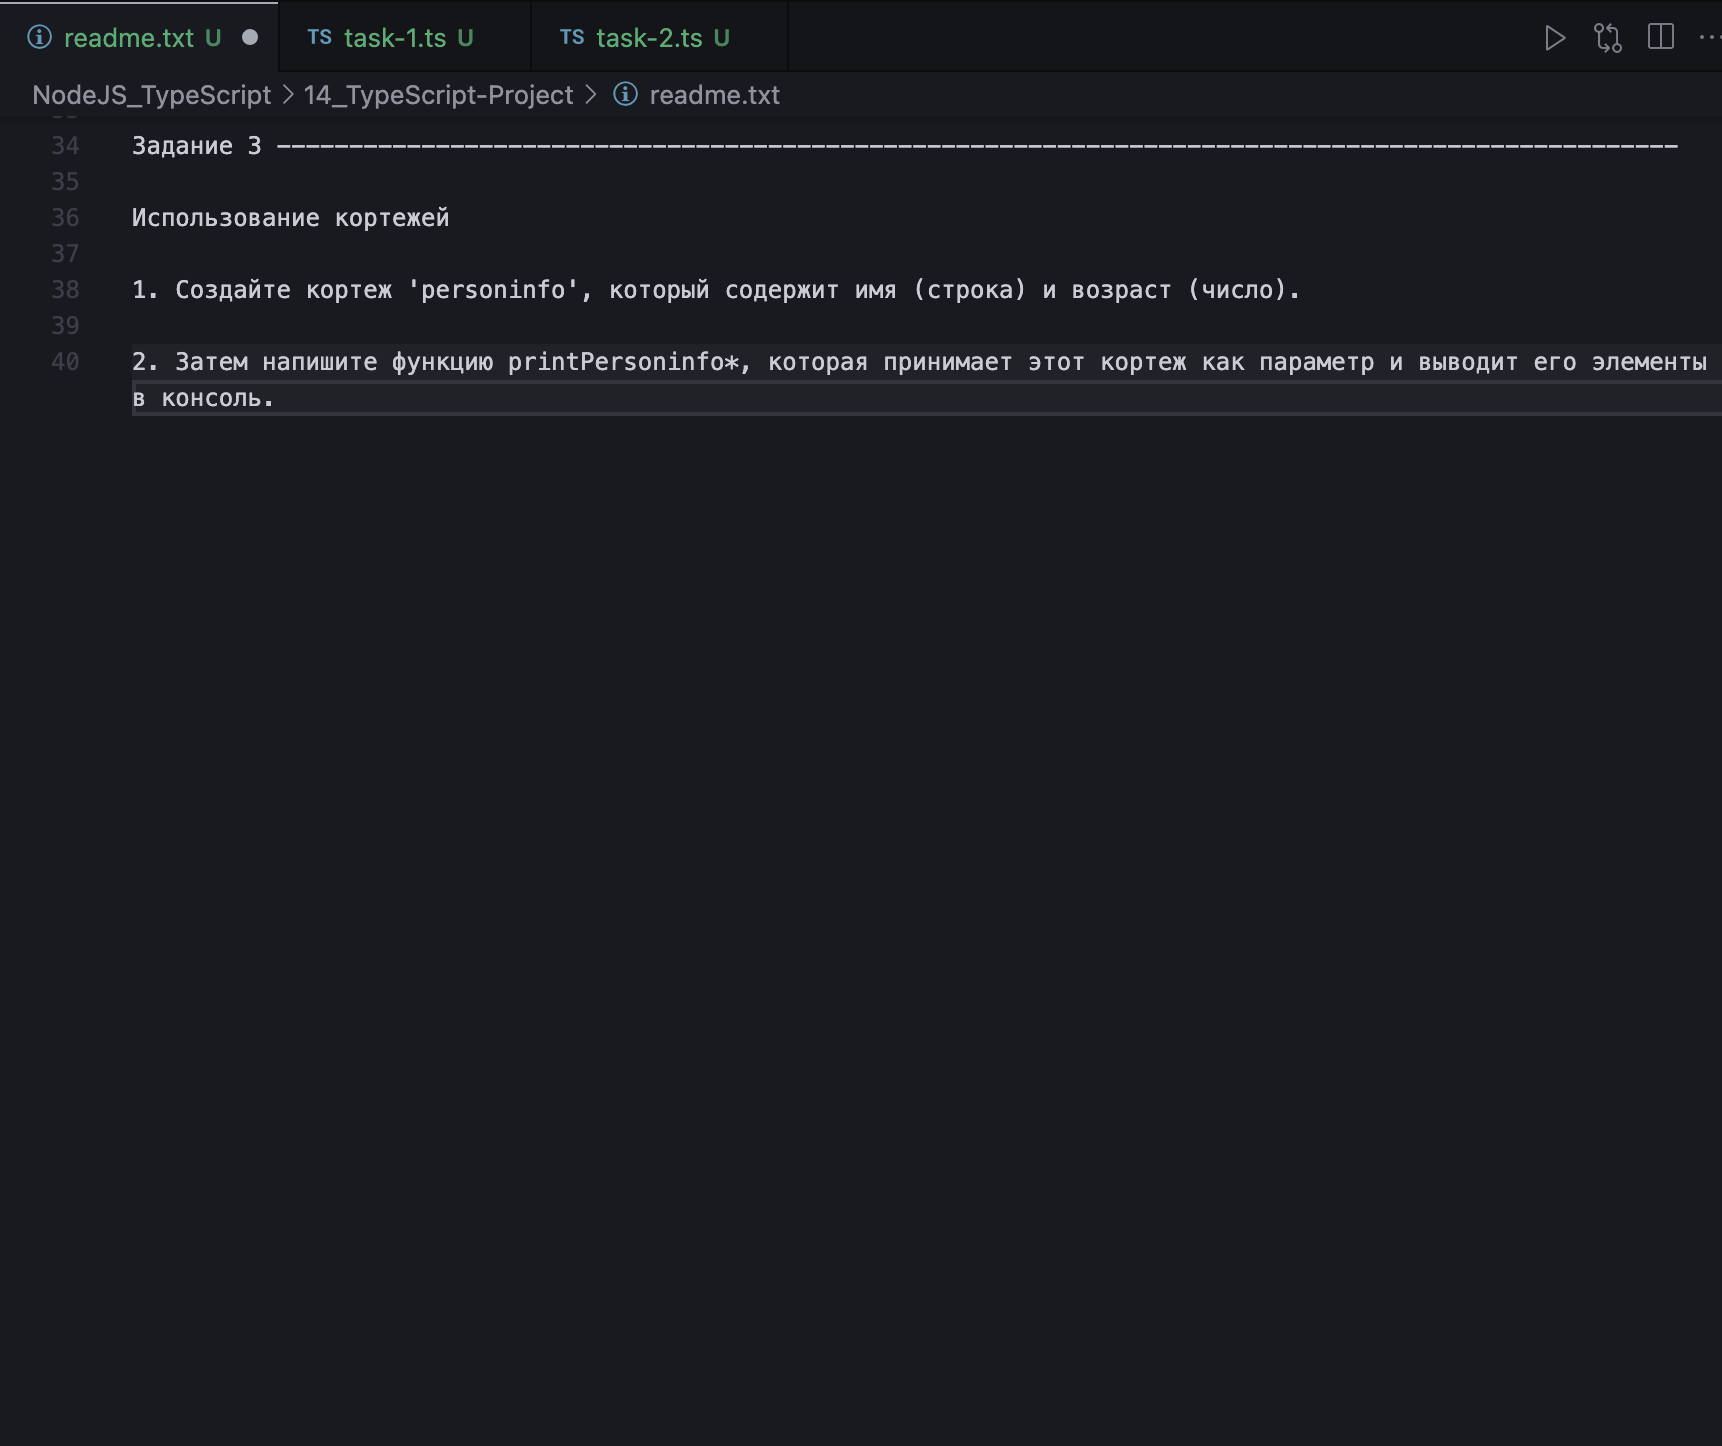 readme.txt U
TS task-1.ts U
TS task-2.ts U
NodeJS_TypeScript > 14_TypeScript-Project > readme.txt
34 Задание 3 -------------------------------------------------------------------------------------------------
35
36 Использование кортежей
37
38 1. Создайте кортеж 'personinfo', который содержит имя (строка) и возраст (число).
39
40 2. Затем напишите функцию printPersoninfo*, которая принимает этот кортеж как параметр и выводит его элементы
в консоль.